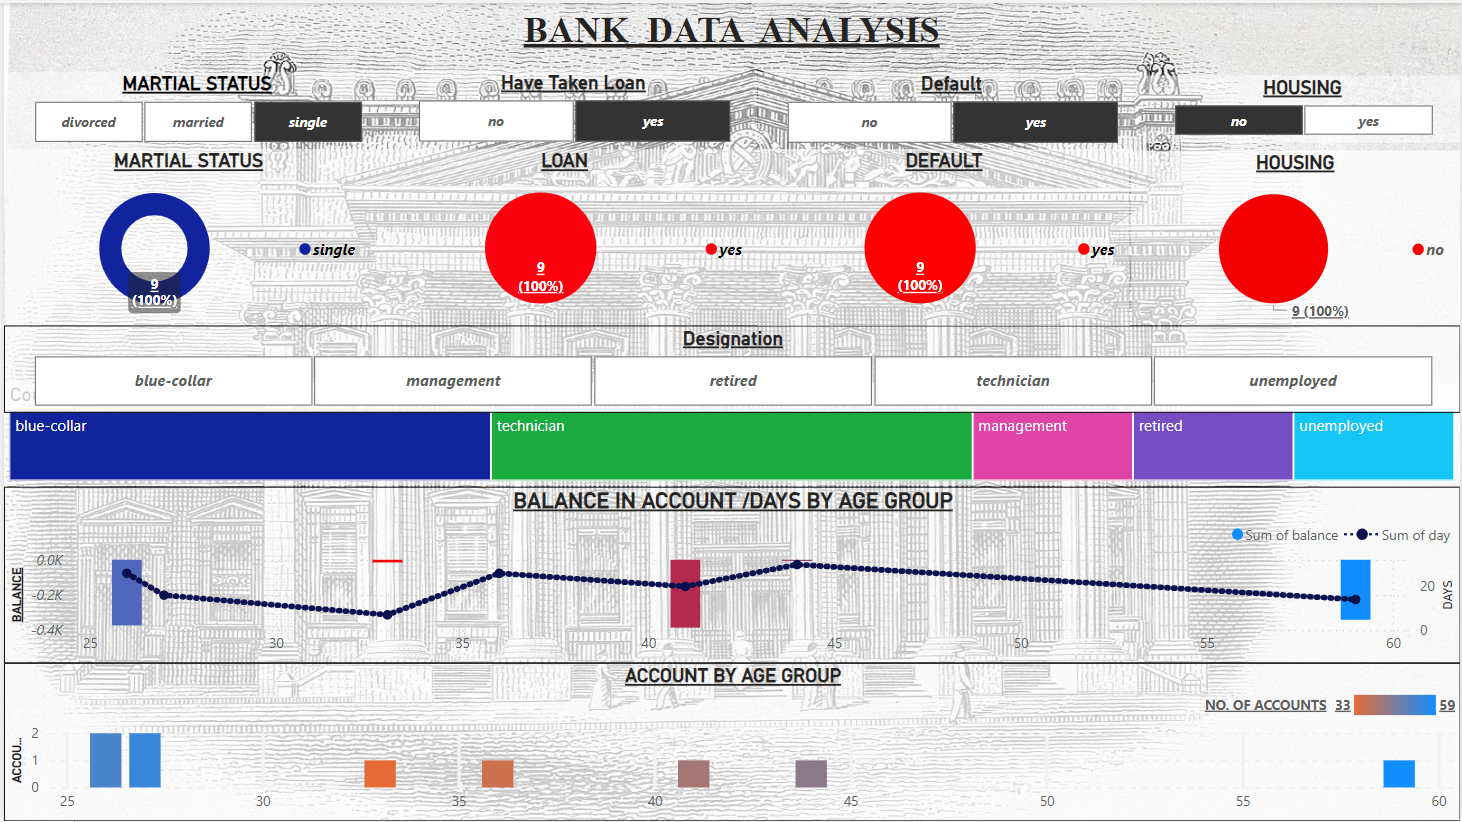 BANK DATA ANALYSIS
MARTIAL STATUS
Have Taken Loan
Default
HOUSING
divorced married single
no yes
no yes
no yes
MARTIAL STATUS
LOAN
DEFAULT
HOUSING
single
9
(100%)
yes
9
(100%)
yes
9
(100%)
no
9 (100%)
Designation
blue-collar management retired technician unemployed
Co
blue-collar technician management retired unemployed
BALANCE IN ACCOUNT /DAYS BY AGE GROUP
Sum of balance Sum of day
BALANCE
0.0K
-0.2K
-0.4K
25 30 35 40 45 50 55 60
20
0
DAYS
ACCOUNT BY AGE GROUP
NO. OF ACCOUNTS 33 59
ACCOU...
2
1
0
25 30 35 40 45 50 55 60